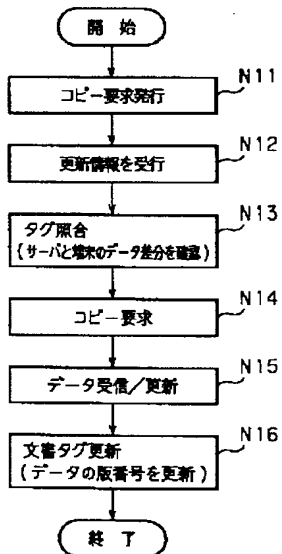 開始
コピー要求発行
N11
更新情報を受行
N12
タグ照合
(サーバと端末のデータ差分を確認)
N13
コピー要求
N14
データ受信/更新
N15
文書タグ更新
(データの版番号を更新)
N16
終了